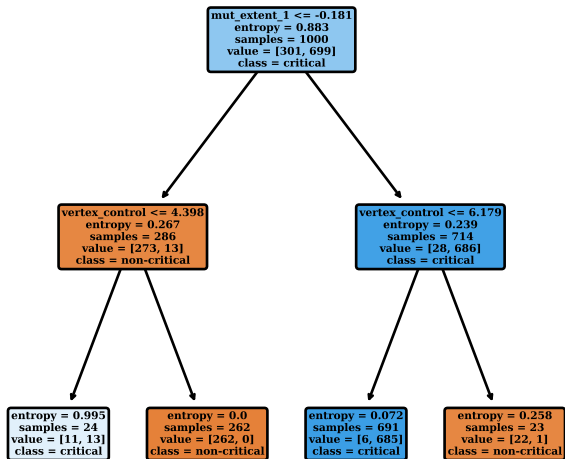 mut_extent_1 <= -0.181
entropy = 0.883
samples = 1000
value = [301, 699]
class = critical
vertex_control <= 4.398
entropy = 0.267
samples = 286
value = [273, 13]
class = non-critical
vertex_control <= 6.179
entropy = 0.239
samples = 714
value = [28, 686]
class = critical
entropy = 0.995
samples = 24
value = [11, 13]
class = critical
entropy = 0.0
samples = 262
value = [262, 0]
class = non-critical
entropy = 0.072
samples = 691
value = [6, 685]
class = critical
entropy = 0.258
samples = 23
value = [22, 1]
class = non-critical